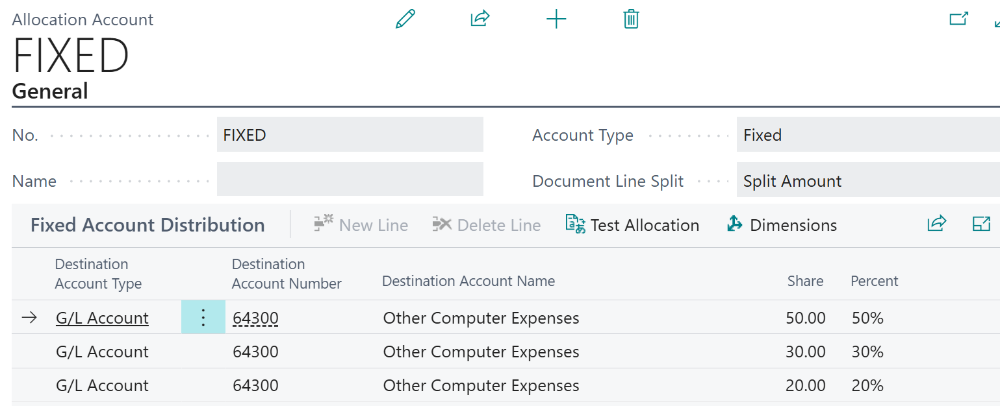 Allocation Account
FIXED
General
No. FIXED Account Type Fixed
Name Document Line Split Split Amount
Fixed Account Distribution New Line Delete Line Test Allocation Dimensions
Destination Account Type Destination Account Number Destination Account Name Share Percent
G/L Account 64300 Other Computer Expenses 50.00 50%
G/L Account 64300 Other Computer Expenses 30.00 30%
G/L Account 64300 Other Computer Expenses 20.00 20%